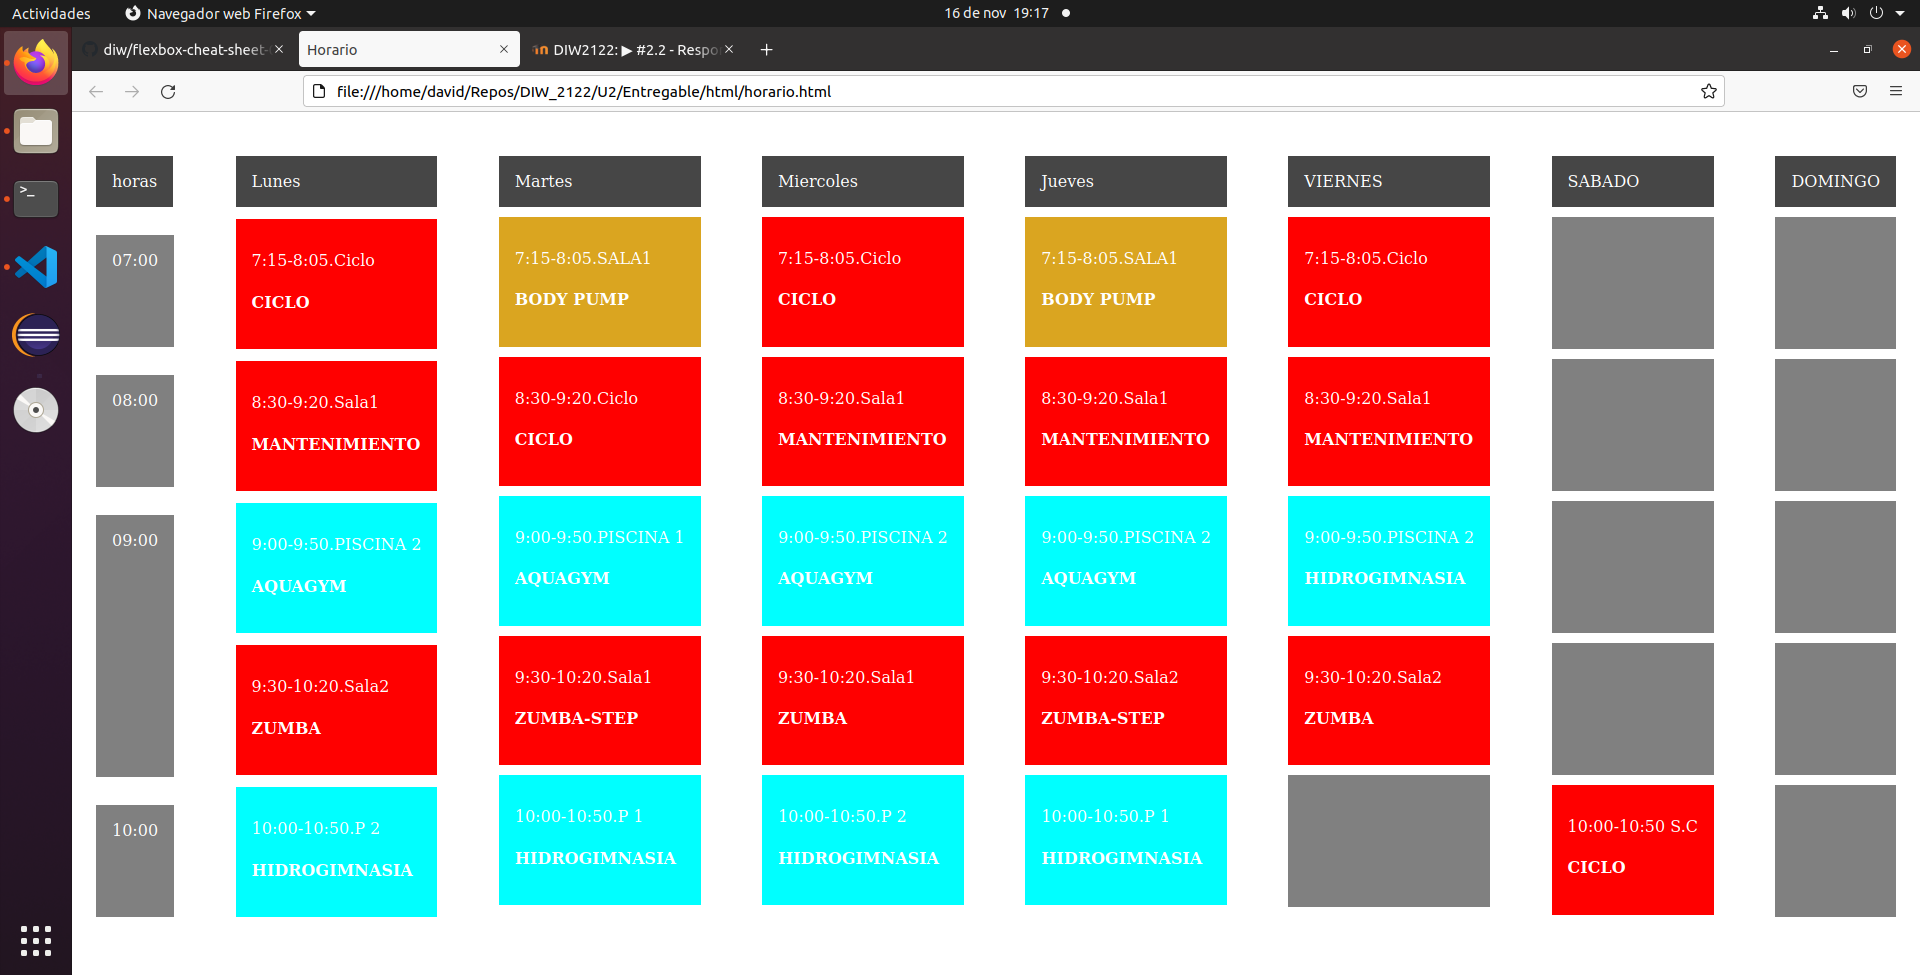 Actividades
Navegador web Firefox
16 de nov 19:17
diw/flexbox-cheat-sheet-
Horario
DIW2122: ▶ #2.2 - Respo
file:///home/david/Repos/DIW_2122/U2/Entregable/html/horario.html
horas
Lunes
Martes
Miercoles
Jueves
VIERNES
SABADO
DOMINGO
07:00
7:15-8:05.Ciclo
CICLO
7:15-8:05.SALA1
BODY PUMP
7:15-8:05.Ciclo
CICLO
7:15-8:05.SALA1
BODY PUMP
7:15-8:05.Ciclo
CICLO
08:00
8:30-9:20.Sala1
MANTENIMIENTO
8:30-9:20.Ciclo
CICLO
8:30-9:20.Sala1
MANTENIMIENTO
8:30-9:20.Sala1
MANTENIMIENTO
8:30-9:20.Sala1
MANTENIMIENTO
09:00
9:00-9:50.PISCINA 2
AQUAGYM
9:00-9:50.PISCINA 1
AQUAGYM
9:00-9:50.PISCINA 2
AQUAGYM
9:00-9:50.PISCINA 2
AQUAGYM
9:00-9:50.PISCINA 2
HIDROGIMNASIA
9:30-10:20.Sala2
ZUMBA
9:30-10:20.Sala1
ZUMBA-STEP
9:30-10:20.Sala1
ZUMBA
9:30-10:20.Sala2
ZUMBA-STEP
9:30-10:20.Sala2
ZUMBA
10:00
10:00-10:50.P 2
HIDROGIMNASIA
10:00-10:50.P 1
HIDROGIMNASIA
10:00-10:50.P 2
HIDROGIMNASIA
10:00-10:50.P 1
HIDROGIMNASIA
10:00-10:50 S.C
CICLO